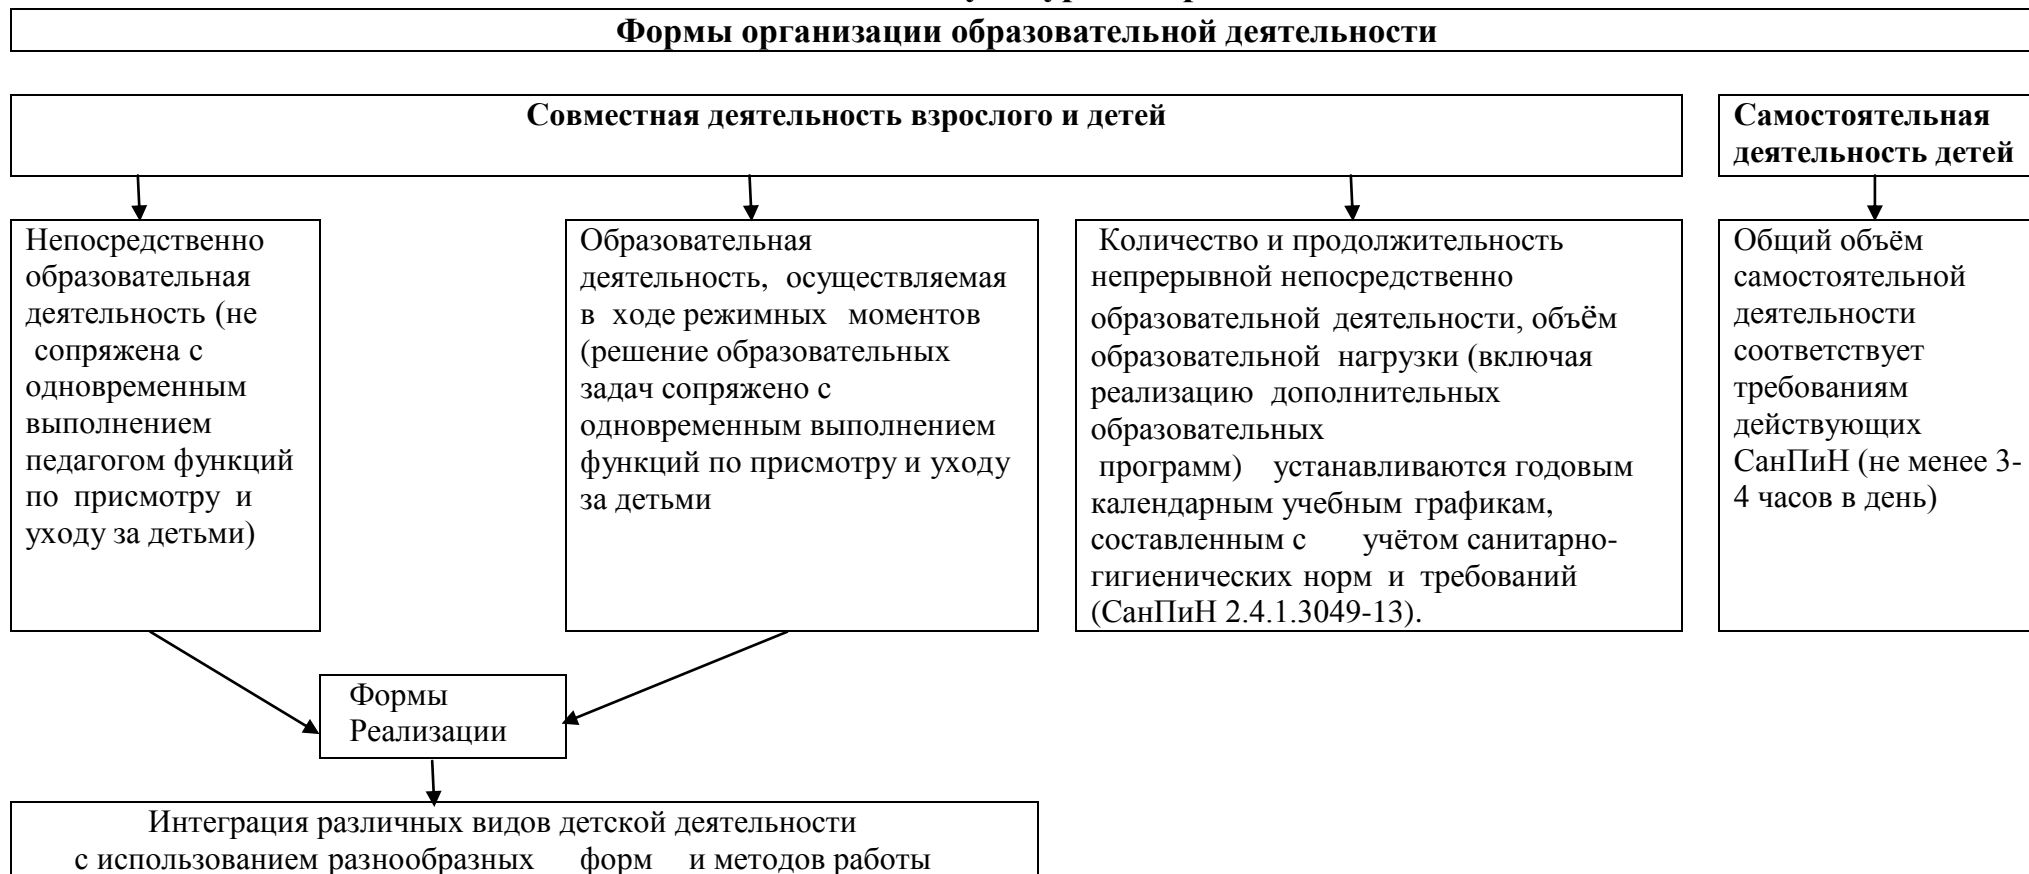 Формы организации образовательной деятельности
Совместная деятельность взрослого и детей
Самостоятельная
деятельность детей
Непосредственно
образовательная
деятельность (не
сопряжена с
одновременным
выполнением
педагогом функций
по присмотру и
уходу за детьми)
Образовательная
деятельность, осуществляемая
в ходе режимных моментов
(решение образовательных
задач сопряжено с
одновременным выполнением
функций по присмотру и уходу
за детьми
Количество и продолжительность
непрерывной непосредственно
образовательной деятельности, объём
образовательной нагрузки (включая
реализацию дополнительных
образовательных
программ) устанавливаются годовым
календарным учебным графикам,
составленным с учётом санитарно-
гигиенических норм и требований
(СанПиН 2.4.1.3049-13).
Общий объём
самостоятельной
деятельности
соответствует
требованиям
действующих
СанПиН (не менее 3-
4 часов в день)
Формы
Реализации
Интеграция различных видов детской деятельности
с использованием разнообразных форм и методов работы